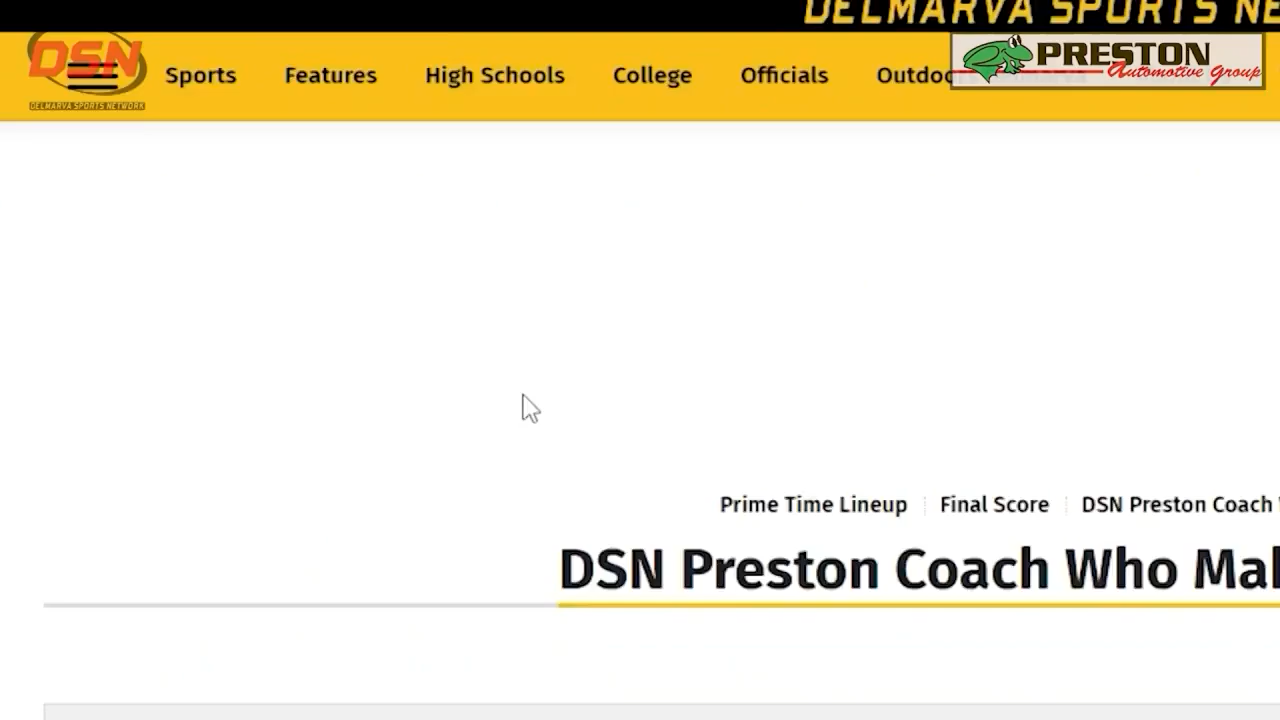 DELMARVA SPORTS NE
DSN
DELMARVA SPORTS NETWORK
Sports
Features
High Schools
College
Officials
Outdoo
PRESTON
Automotive Group
Prime Time Lineup
Final Score
DSN Preston Coach
DSN Preston Coach Who Mak